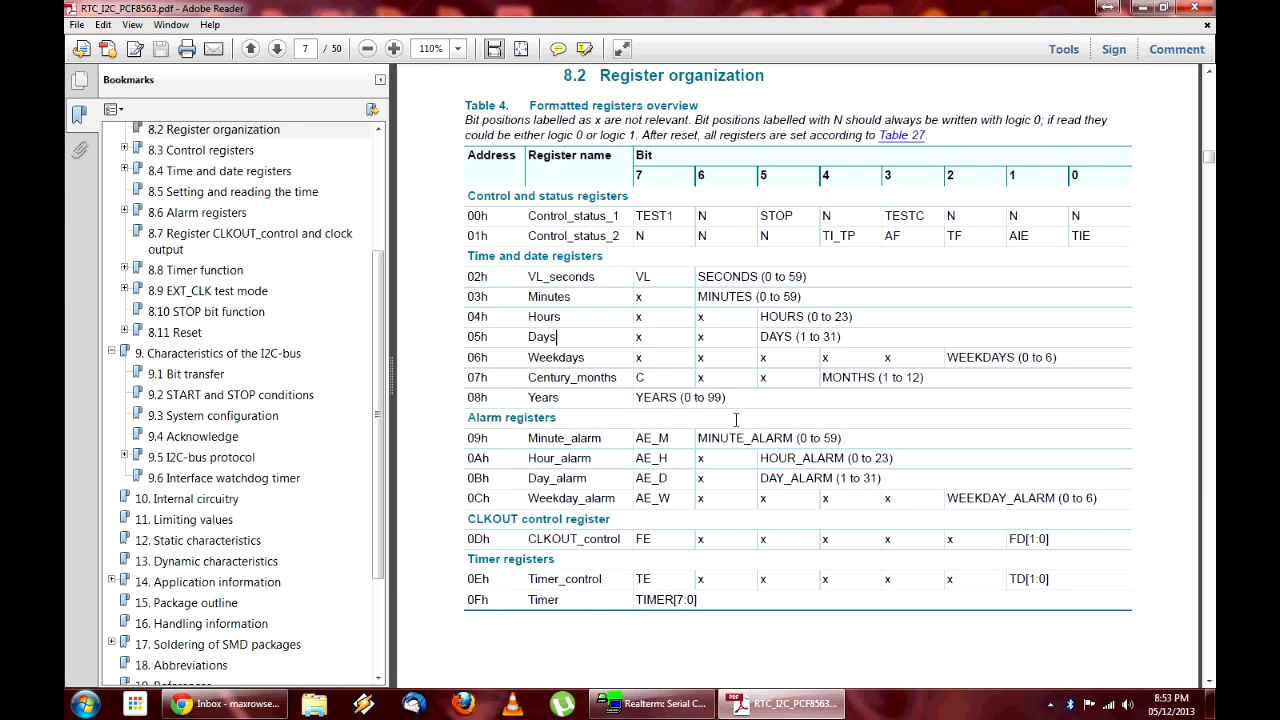 RTC_I2C_PCF8563.pdf - Adobe Reader
File Edit View Window Help
7 / 50 110% Tools Sign Comment
Bookmarks
8.2 Register organization
8.3 Control registers
8.4 Time and date registers
8.5 Setting and reading the time
8.6 Alarm registers
8.7 Register CLKOUT_control and clock
output
8.8 Timer function
8.9 EXT_CLK test mode
8.10 STOP bit function
8.11 Reset
9. Characteristics of the I2C-bus
9.1 Bit transfer
9.2 START and STOP conditions
9.3 System configuration
9.4 Acknowledge
9.5 I2C-bus protocol
9.6 Interface watchdog timer
10. Internal circuitry
11. Limiting values
12. Static characteristics
13. Dynamic characteristics
14. Application information
15. Package outline
16. Handling information
17. Soldering of SMD packages
18. Abbreviations
8.2 Register organization
Table 4. Formatted registers overview
Bit positions labelled as x are not relevant. Bit positions labelled with N should always be written with logic 0; if read they
could be either logic 0 or logic 1. After reset, all registers are set according to Table 27.
Address Register name Bit
7 6 5 4 3 2 1 0
Control and status registers
00h Control_status_1 TEST1 N STOP N TESTC N N N
01h Control_status_2 N N N TI_TP AF TF AIE TIE
Time and date registers
02h VL_seconds VL SECONDS (0 to 59)
03h Minutes x MINUTES (0 to 59)
04h Hours x x HOURS (0 to 23)
05h Days x x DAYS (1 to 31)
06h Weekdays x x x x x WEEKDAYS (0 to 6)
07h Century_months C x x MONTHS (1 to 12)
08h Years YEARS (0 to 99)
Alarm registers
09h Minute_alarm AE_M MINUTE_ALARM (0 to 59)
0Ah Hour_alarm AE_H x HOUR_ALARM (0 to 23)
0Bh Day_alarm AE_D x DAY_ALARM (1 to 31)
0Ch Weekday_alarm AE_W x x x x WEEKDAY_ALARM (0 to 6)
CLKOUT control register
0Dh CLKOUT_control FE x x x x x FD[1:0]
Timer registers
0Eh Timer_control TE x x x x x TD[1:0]
0Fh Timer TIMER[7:0]
Inbox - maxrowse... Realterm: Serial C... RTC_I2C_PCF8563... 8:53 PM
05/12/2013